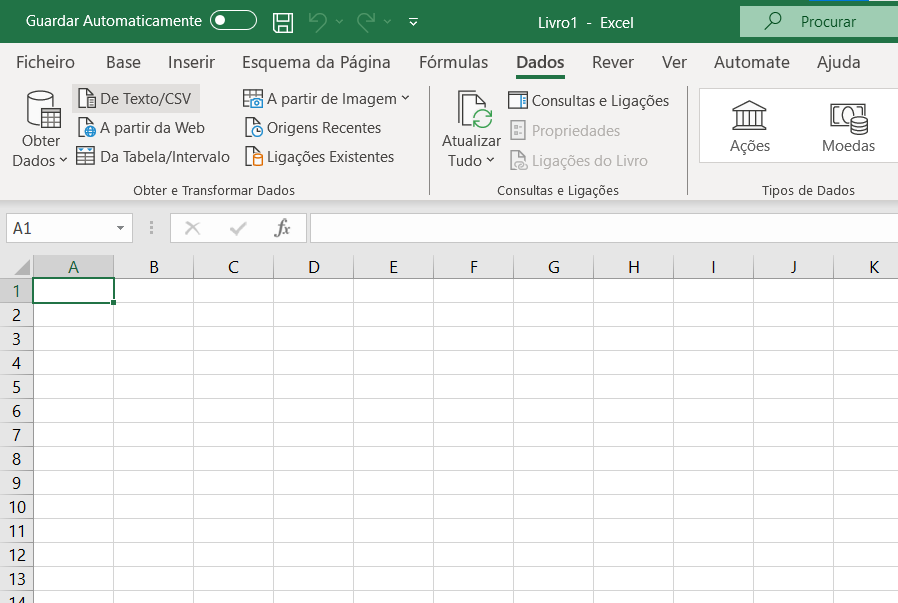 Guardar Automaticamente
Livro1 - Excel
Procurar
Ficheiro Base Inserir Esquema da Página Fórmulas Dados Rever Ver Automate Ajuda
Obter Dados
De Texto/CSV
A partir da Web
Da Tabela/Intervalo
A partir de Imagem
Origens Recentes
Ligações Existentes
Obter e Transformar Dados
Atualizar Tudo
Consultas e Ligações
Propriedades
Ligações do Livro
Consultas e Ligações
Ações
Moedas
Tipos de Dados
A1
fx
A B C D E F G H I J K
1
2
3
4
5
6
7
8
9
10
11
12
13
14